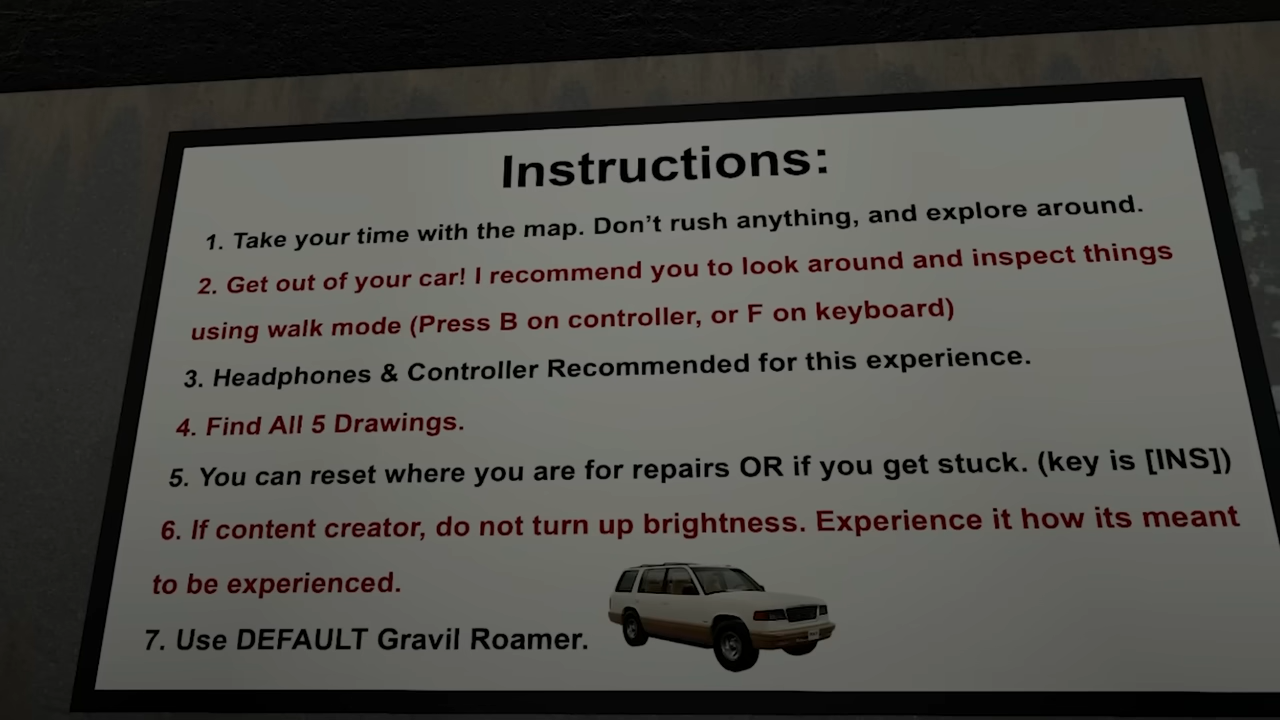 Instructions:
1. Take your time with the map. Don't rush anything, and explore around.
2. Get out of your car! I recommend you to look around and inspect things
using walk mode (Press B on controller, or F on keyboard)
3. Headphones & Controller Recommended for this experience.
4. Find All 5 Drawings.
5. You can reset where you are for repairs OR if you get stuck. (key is [INS])
6. If content creator, do not turn up brightness. Experience it how its meant
to be experienced.
7. Use DEFAULT Gravil Roamer.